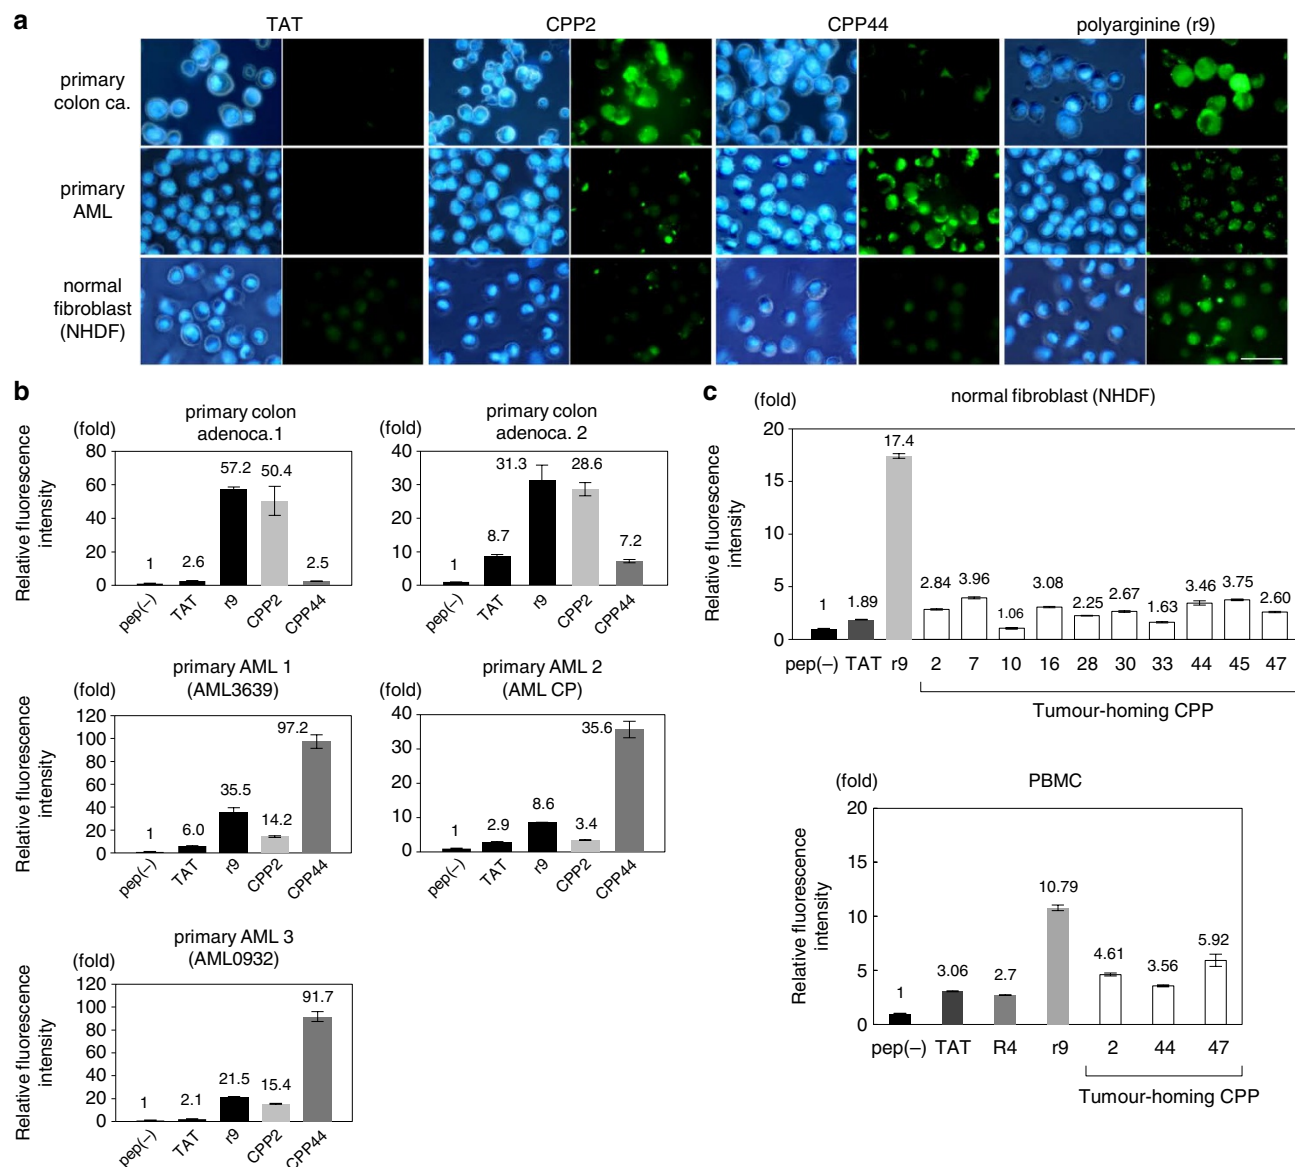 a
TAT
CPP2
CPP44
polyarginine (r9)
primary
colon ca.
primary
AML
normal
fibroblast
(NHDF)
b
primary colon
adenoca.1
(fold)
Relative fluorescence
intensity
80
60
40
20
0
1
2.6
57.2
50.4
2.5
pep(–)
TAT
r9
CPP2
CPP44
primary colon
adenoca. 2
(fold)
40
30
20
10
0
1
8.7
31.3
28.6
7.2
pep(–)
TAT
r9
CPP2
CPP44
primary AML 1
(AML3639)
(fold)
Relative fluorescence
intensity
120
100
80
60
40
20
0
1
6.0
35.5
14.2
97.2
pep(–)
TAT
r9
CPP2
CPP44
primary AML 2
(AML CP)
(fold)
40
30
20
10
0
1
2.9
8.6
3.4
35.6
pep(–)
TAT
r9
CPP2
CPP44
primary AML 3
(AML0932)
(fold)
Relative fluorescence
intensity
120
100
80
60
40
20
0
1
2.1
21.5
15.4
91.7
pep(–)
TAT
r9
CPP2
CPP44
c
normal fibroblast (NHDF)
(fold)
Relative fluorescence
intensity
20
15
10
5
0
1
1.89
17.4
2.84
3.96
1.06
3.08
2.25
2.67
1.63
3.46
3.75
2.60
pep(–) TAT r9 2 7 10 16 28 30 33 44 45 47
Tumour-homing CPP
PBMC
(fold)
Relative fluorescence
intensity
20
15
10
5
0
1
3.06
2.7
10.79
4.61
3.56
5.92
pep(–) TAT R4 r9 2 44 47
Tumour-homing CPP